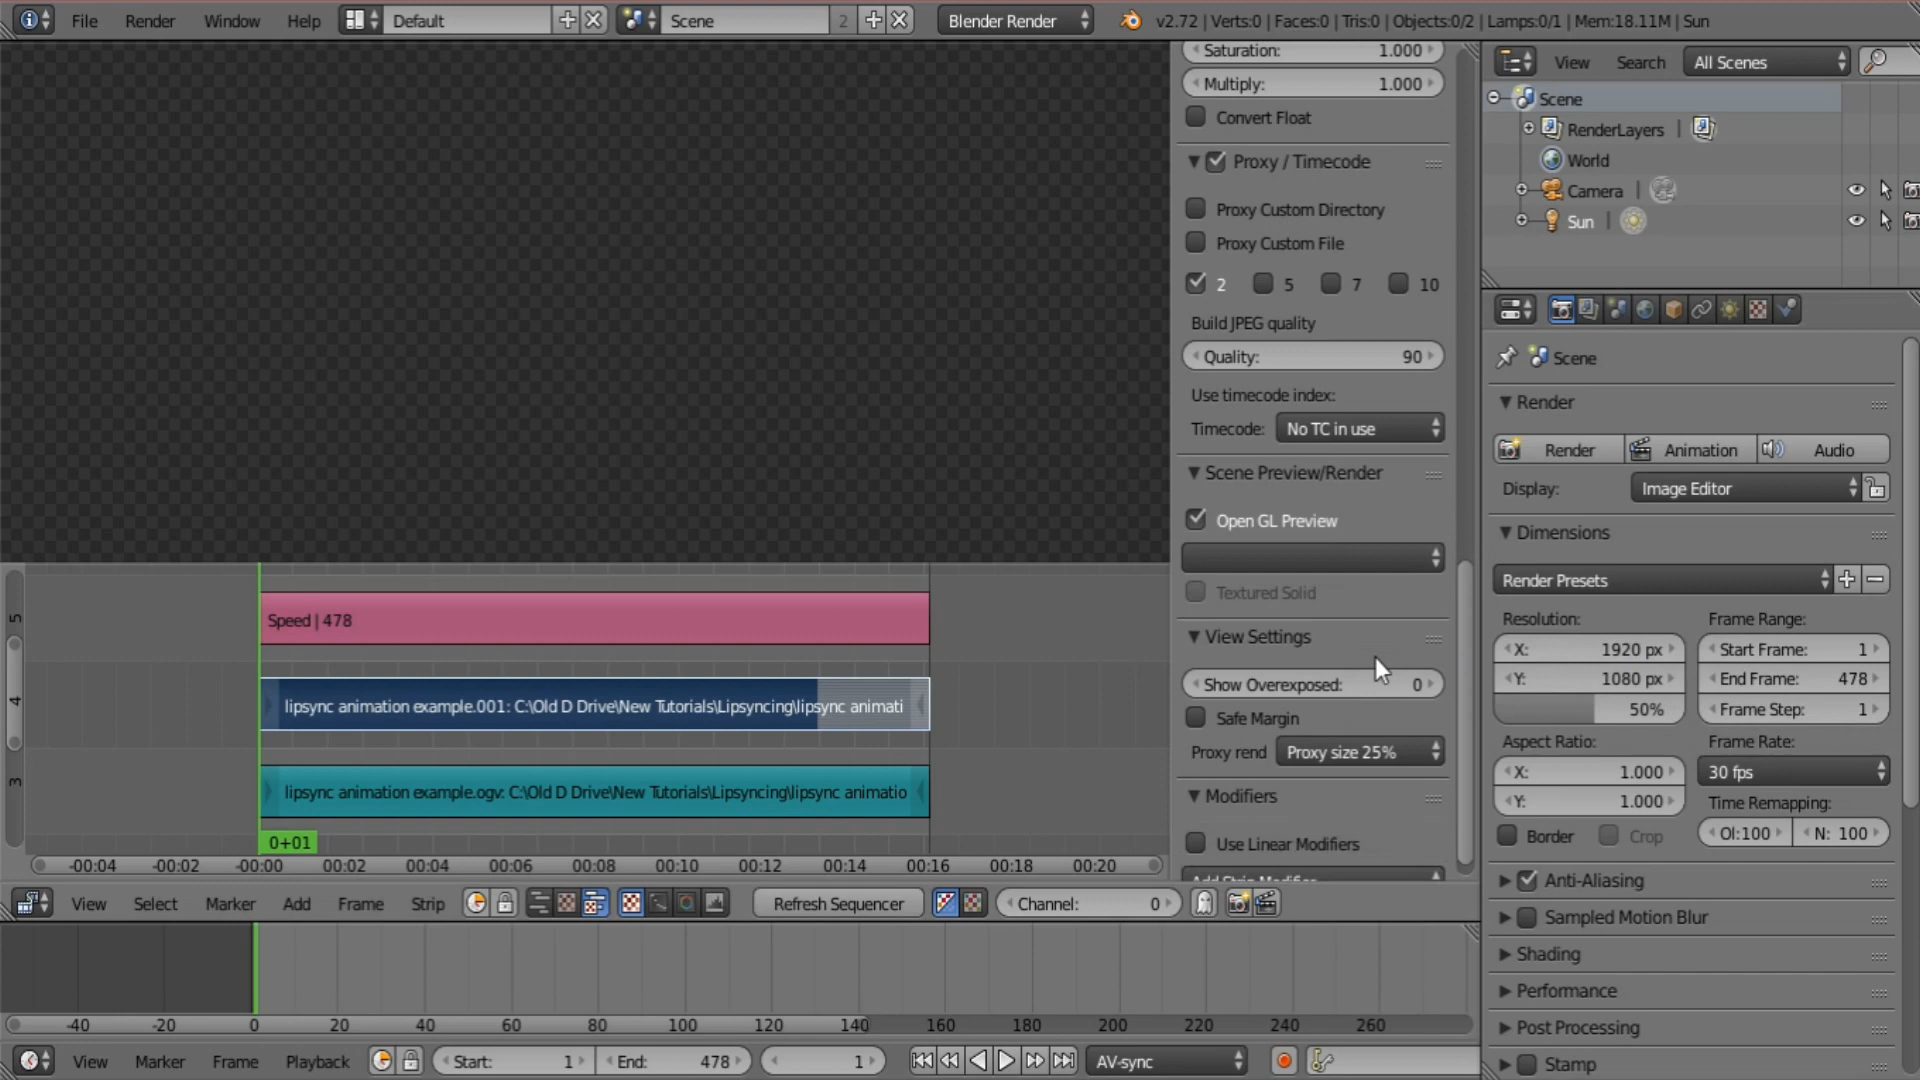 File Render Window Help Default Scene 2 Blender Render v2.72 | Verts:0 | Faces:0 | Tris:0 | Objects:0/2 | Lamps:0/1 | Mem:18.11M | Sun
Saturation: 1.000
Multiply: 1.000
Convert Float
Proxy / Timecode
Proxy Custom Directory
Proxy Custom File
2 5 7 10
Build JPEG quality
Quality: 90
Use timecode index:
Timecode: No TC in use
Scene Preview/Render
Open GL Preview
Textured Solid
View Settings
Show Overexposed: 0
Safe Margin
Proxy rend Proxy size 25%
Modifiers
Use Linear Modifiers
Add Strip Modifier
View Search All Scenes
Scene
RenderLayers |
World
Camera |
Sun |
Scene
Render
Render Animation Audio
Display: Image Editor
Dimensions
Render Presets
Resolution: Frame Range:
X: 1920 px Start Frame: 1
Y: 1080 px End Frame: 478
50% Frame Step: 1
Aspect Ratio: Frame Rate:
X: 1.000 30 fps
Y: 1.000 Time Remapping:
Border Crop Ol:100 N: 100
Anti-Aliasing
Sampled Motion Blur
Shading
Performance
Post Processing
Stamp
5
Speed | 478
4
lipsync animation example.001: C:\Old D Drive\New Tutorials\Lipsyncing\lipsync animati
3
lipsync animation example.ogv: C:\Old D Drive\New Tutorials\Lipsyncing\lipsync animatio
0+01
-00:04 -00:02 -00:00 00:02 00:04 00:06 00:08 00:10 00:12 00:14 00:16 00:18 00:20
View Select Marker Add Frame Strip Refresh Sequencer Channel: 0
-40 -20 0 20 40 60 80 100 120 140 160 180 200 220 240 260
View Marker Frame Playback Start: 1 End: 478 1 AV-sync